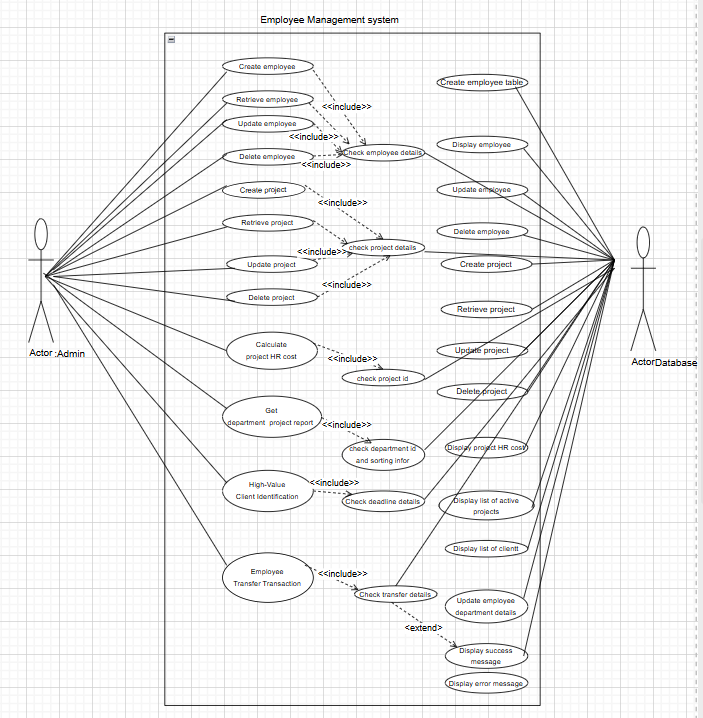 Employee Management system
Create employee
Retrieve employee
Update employee
Delete employee
Create project
Retrieve project
Update project
Delete project
Calculate
project HR cost
Get
department project report
High-Value
Client Identification
Employee
Transfer Transaction
<<include>>
<<include>>
<<include>>
<<include>>
<<include>>
<<include>>
<<include>>
<<include>>
<<include>>
<<include>>
<extend>
Check employee details
check project details
check project id
check department id
and sorting infor
Check deadline details
Check transfer details
Create employee table
Display employee
Update employee
Delete employee
Create project
Retrieve project
Update project
Delete project
Display project HR cost
Display list of active
projects
Display list of clientt
Update employee
department details
Display success
message
Display error message
Actor :Admin
ActorDatabase